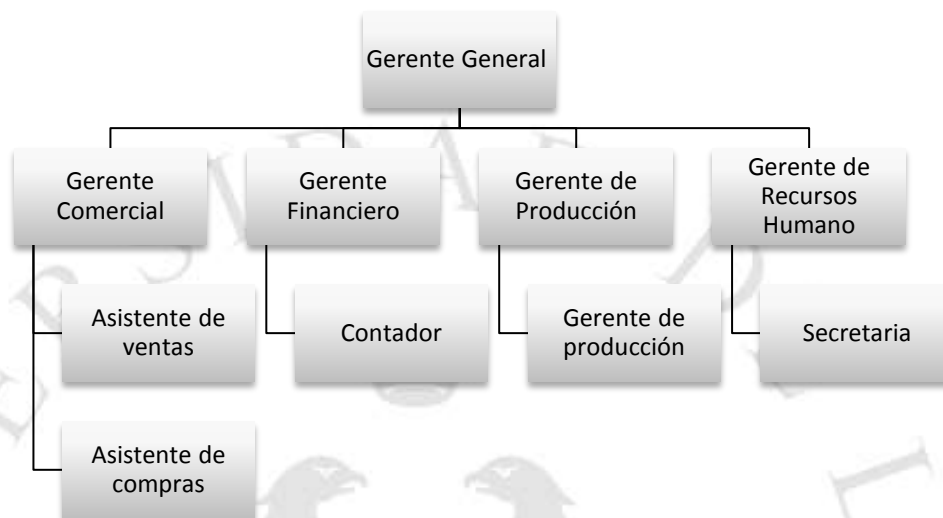 Gerente General
Gerente
Comercial
Gerente
Financiero
Gerente de
Producción
Gerente de
Recursos
Humano
Asistente de
ventas
Contador
Gerente de
producción
Secretaria
Asistente de
compras